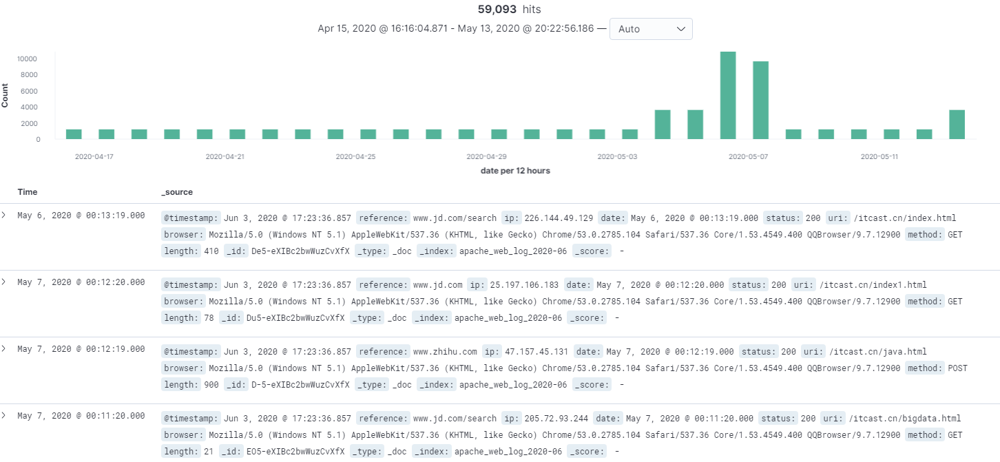 59,093 hits
Apr 15, 2020 @ 16:16:04.871 - May 13, 2020 @ 20:22:56.186 — Auto
10000
8000
6000
4000
2000
0
Count
2020-04-17 2020-04-21 2020-04-25 2020-04-29 2020-05-03 2020-05-07 2020-05-11
date per 12 hours
Time _source
May 6, 2020 @ 00:13:19.000 @timestamp: Jun 3, 2020 @ 17:23:36.857 reference: www.jd.com/search ip: 226.144.49.129 date: May 6, 2020 @ 00:13:19.000 status: 200 uri: /itcast.cn/index.html
browser: Mozilla/5.0 (Windows NT 5.1) AppleWebKit/537.36 (KHTML, like Gecko) Chrome/53.0.2785.104 Safari/537.36 Core/1.53.4549.400 QQBrowser/9.7.12900 method: GET
length: 410 _id: De5-eXIBc2bwWuzCvXfX _type: _doc _index: apache_web_log_2020-06 _score: -
May 7, 2020 @ 00:12:20.000 @timestamp: Jun 3, 2020 @ 17:23:36.857 reference: www.jd.com ip: 25.197.106.183 date: May 7, 2020 @ 00:12:20.000 status: 200 uri: /itcast.cn/index1.html
browser: Mozilla/5.0 (Windows NT 5.1) AppleWebKit/537.36 (KHTML, like Gecko) Chrome/53.0.2785.104 Safari/537.36 Core/1.53.4549.400 QQBrowser/9.7.12900 method: GET
length: 78 _id: Du5-eXIBc2bwWuzCvXfX _type: _doc _index: apache_web_log_2020-06 _score: -
May 7, 2020 @ 00:12:19.000 @timestamp: Jun 3, 2020 @ 17:23:36.857 reference: www.zhihu.com ip: 47.157.45.131 date: May 7, 2020 @ 00:12:19.000 status: 200 uri: /itcast.cn/java.html
browser: Mozilla/5.0 (Windows NT 5.1) AppleWebKit/537.36 (KHTML, like Gecko) Chrome/53.0.2785.104 Safari/537.36 Core/1.53.4549.400 QQBrowser/9.7.12900 method: POST
length: 900 _id: D-5-eXIBc2bwWuzCvXfX _type: _doc _index: apache_web_log_2020-06 _score: -
May 7, 2020 @ 00:11:20.000 @timestamp: Jun 3, 2020 @ 17:23:36.857 reference: www.jd.com/search ip: 205.72.93.244 date: May 7, 2020 @ 00:11:20.000 status: 200 uri: /itcast.cn/bigdata.html
browser: Mozilla/5.0 (Windows NT 5.1) AppleWebKit/537.36 (KHTML, like Gecko) Chrome/53.0.2785.104 Safari/537.36 Core/1.53.4549.400 QQBrowser/9.7.12900 method: GET
length: 21 _id: EO5-eXIBc2bwWuzCvXfX _type: _doc _index: apache_web_log_2020-06 _score: -